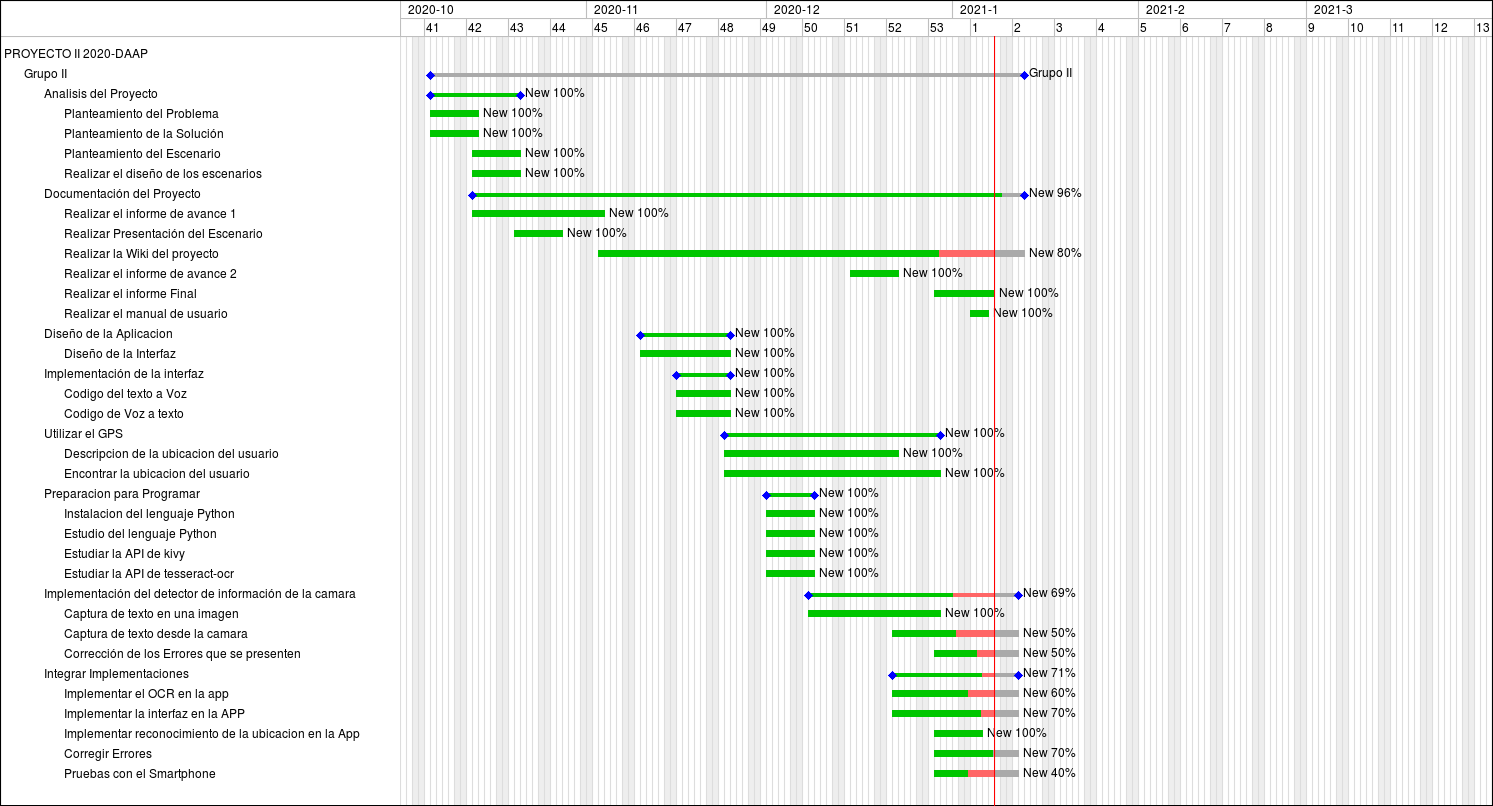 2020-10 2020-11 2020-12 2021-1 2021-2 2021-3
41 42 43 44 45 46 47 48 49 50 51 52 53 1 2 3 4 5 6 7 8 9 10 11 12 13
PROYECTO II 2020-DAAP
Grupo II Grupo II
Analisis del Proyecto New 100%
Planteamiento del Problema New 100%
Planteamiento de la Solución New 100%
Planteamiento del Escenario New 100%
Realizar el diseño de los escenarios New 100%
Documentación del Proyecto New 96%
Realizar el informe de avance 1 New 100%
Realizar Presentación del Escenario New 100%
Realizar la Wiki del proyecto New 80%
Realizar el informe de avance 2 New 100%
Realizar el informe Final New 100%
Realizar el manual de usuario New 100%
Diseño de la Aplicacion New 100%
Diseño de la Interfaz New 100%
Implementación de la interfaz New 100%
Codigo del texto a Voz New 100%
Codigo de Voz a texto New 100%
Utilizar el GPS New 100%
Descripcion de la ubicacion del usuario New 100%
Encontrar la ubicacion del usuario New 100%
Preparacion para Programar New 100%
Instalacion del lenguaje Python New 100%
Estudio del lenguaje Python New 100%
Estudiar la API de kivy New 100%
Estudiar la API de tesseract-ocr New 100%
Implementación del detector de información de la camara New 69%
Captura de texto en una imagen New 100%
Captura de texto desde la camara New 50%
Corrección de los Errores que se presenten New 50%
Integrar Implementaciones New 71%
Implementar el OCR en la app New 60%
Implementar la interfaz en la APP New 70%
Implementar reconocimiento de la ubicacion en la App New 100%
Corregir Errores New 70%
Pruebas con el Smartphone New 40%